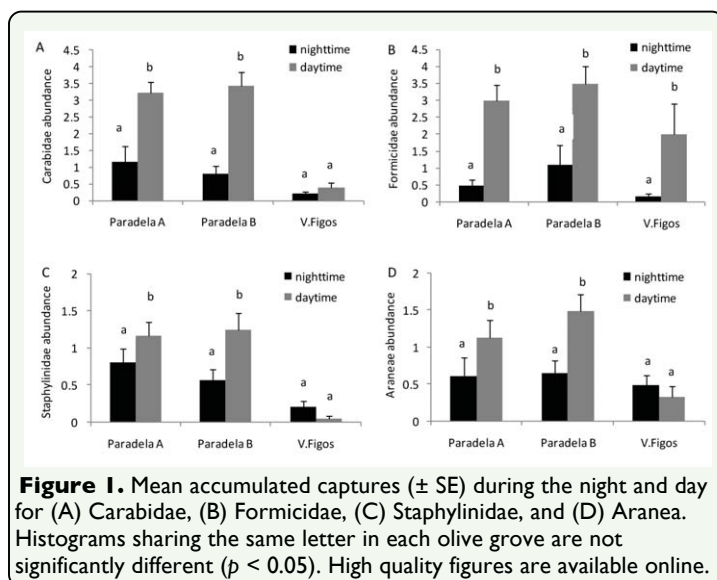 A
nighttime
daytime
Carabidae abundance
4.5
4
3.5
3
2.5
2
1.5
1
0.5
0
a
b
a
b
a
a
Paradela A
Paradela B
V.Figos
B
nighttime
daytime
Formicidae abundance
4.5
4
3.5
3
2.5
2
1.5
1
0.5
0
a
b
a
b
a
b
Paradela A
Paradela B
V.Figos
C
nighttime
daytime
Staphylinidae abundance
2
1.5
1
0.5
0
a
b
a
b
a
a
Paradela A
Paradela B
V.Figos
D
nighttime
daytime
Araneae abundance
2
1.5
1
0.5
0
a
b
a
b
a
a
Paradela A
Paradela B
V.Figos
Figure 1. Mean accumulated captures (± SE) during the night and day
for (A) Carabidae, (B) Formicidae, (C) Staphylinidae, and (D) Aranea.
Histograms sharing the same letter in each olive grove are not
significantly different (p < 0.05). High quality figures are available online.